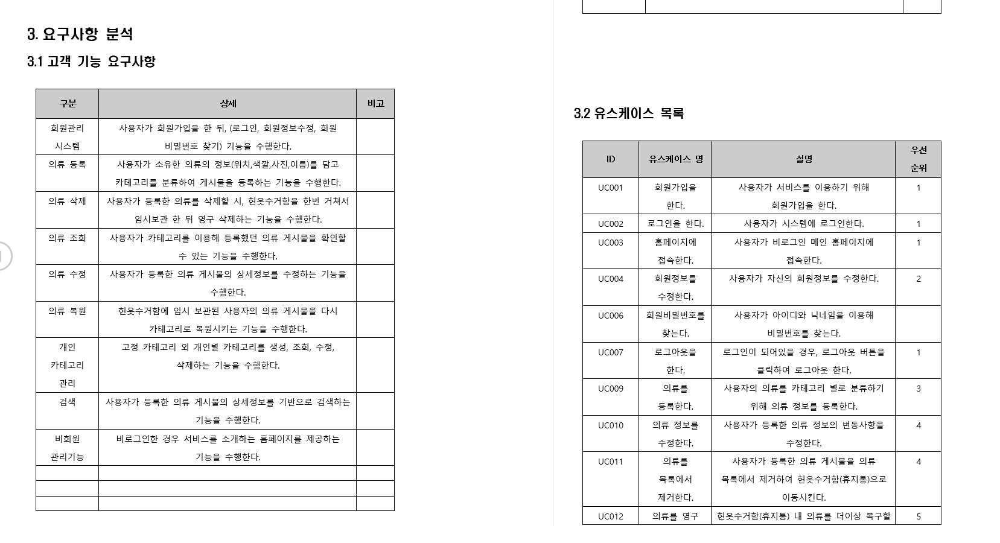 3. 요구사항 분석
3.1 고객 기능 요구사항
구분 상세 비고
회원관리 사용자가 회원가입을 한 뒤, (로그인, 회원정보수정, 회원
시스템 비밀번호 찾기) 기능을 수행한다.
의류 등록 사용자가 소유한 의류의 정보(위치,색깔,사진,이름)를 담고
카테고리를 분류하여 게시물을 등록하는 기능을 수행한다.
의류 삭제 사용자가 등록한 의류를 삭제할 시, 헌옷수거함을 한번 거쳐서
임시보관 한 뒤 영구 삭제하는 기능을 수행한다.
의류 조회 사용자가 카테고리를 이용해 등록했던 의류 게시물을 확인할
수 있는 기능을 수행한다.
의류 수정 사용자가 등록한 의류 게시물의 상세정보를 수정하는 기능을
수행한다.
의류 복원 헌옷수거함에 임시 보관된 사용자의 의류 게시물을 다시
카테고리로 복원시키는 기능을 수행한다.
개인 고정 카테고리 외 개인별 카테고리를 생성, 조회, 수정,
카테고리 삭제하는 기능을 수행한다.
관리
검색 사용자가 등록한 의류 게시물의 상세정보를 기반으로 검색하는
기능을 수행한다.
비회원 비로그인한 경우 서비스를 소개하는 홈페이지를 제공하는
관리기능 기능을 수행한다.
3.2 유스케이스 목록
ID 유스케이스 명 설명 우선
순위
UC001 회원가입을 사용자가 서비스를 이용하기 위해 1
한다. 회원가입을 한다.
UC002 로그인을 한다. 사용자가 시스템에 로그인한다. 1
UC003 홈페이지에 사용자가 비로그인 메인 홈페이지에 1
접속한다. 접속한다.
UC004 회원정보를 사용자가 자신의 회원정보를 수정한다. 2
수정한다.
UC006 회원비밀번호를 사용자가 아이디와 닉네임을 이용해
찾는다. 비밀번호를 찾는다.
UC007 로그아웃을 로그인이 되어있을 경우, 로그아웃 버튼을 1
한다. 클릭하여 로그아웃 한다.
UC009 의류를 사용자의 의류를 카테고리 별로 분류하기 3
등록한다. 위해 의류 정보를 등록한다.
UC010 의류 정보를 사용자가 등록한 의류 정보의 변동사항을 4
수정한다. 수정한다.
UC011 의류를 사용자가 등록한 의류 게시물을 의류 4
목록에서 목록에서 제거하여 헌옷수거함(휴지통)으로
제거한다. 이동시킨다.
UC012 의류를 영구 헌옷수거함(휴지통) 내 의류를 더이상 복구할 5